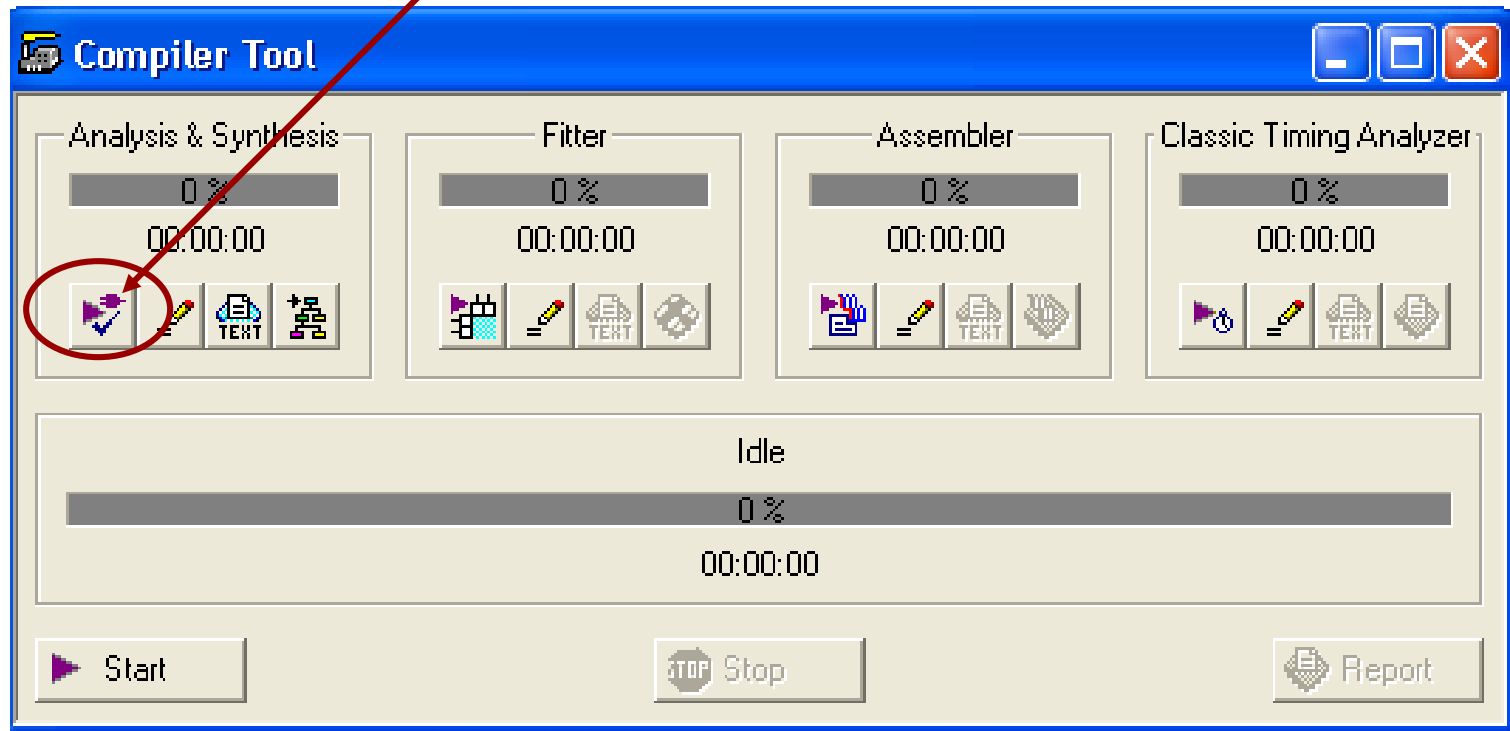 Compiler Tool
Analysis & Synthesis
Fitter
Assembler
Classic Timing Analyzer
0 %
0 %
0 %
0 %
00:00:00
00:00:00
00:00:00
00:00:00
TEXT
TEXT
TEXT
TEXT
Idle
0 %
00:00:00
Start
STOP Stop
Report